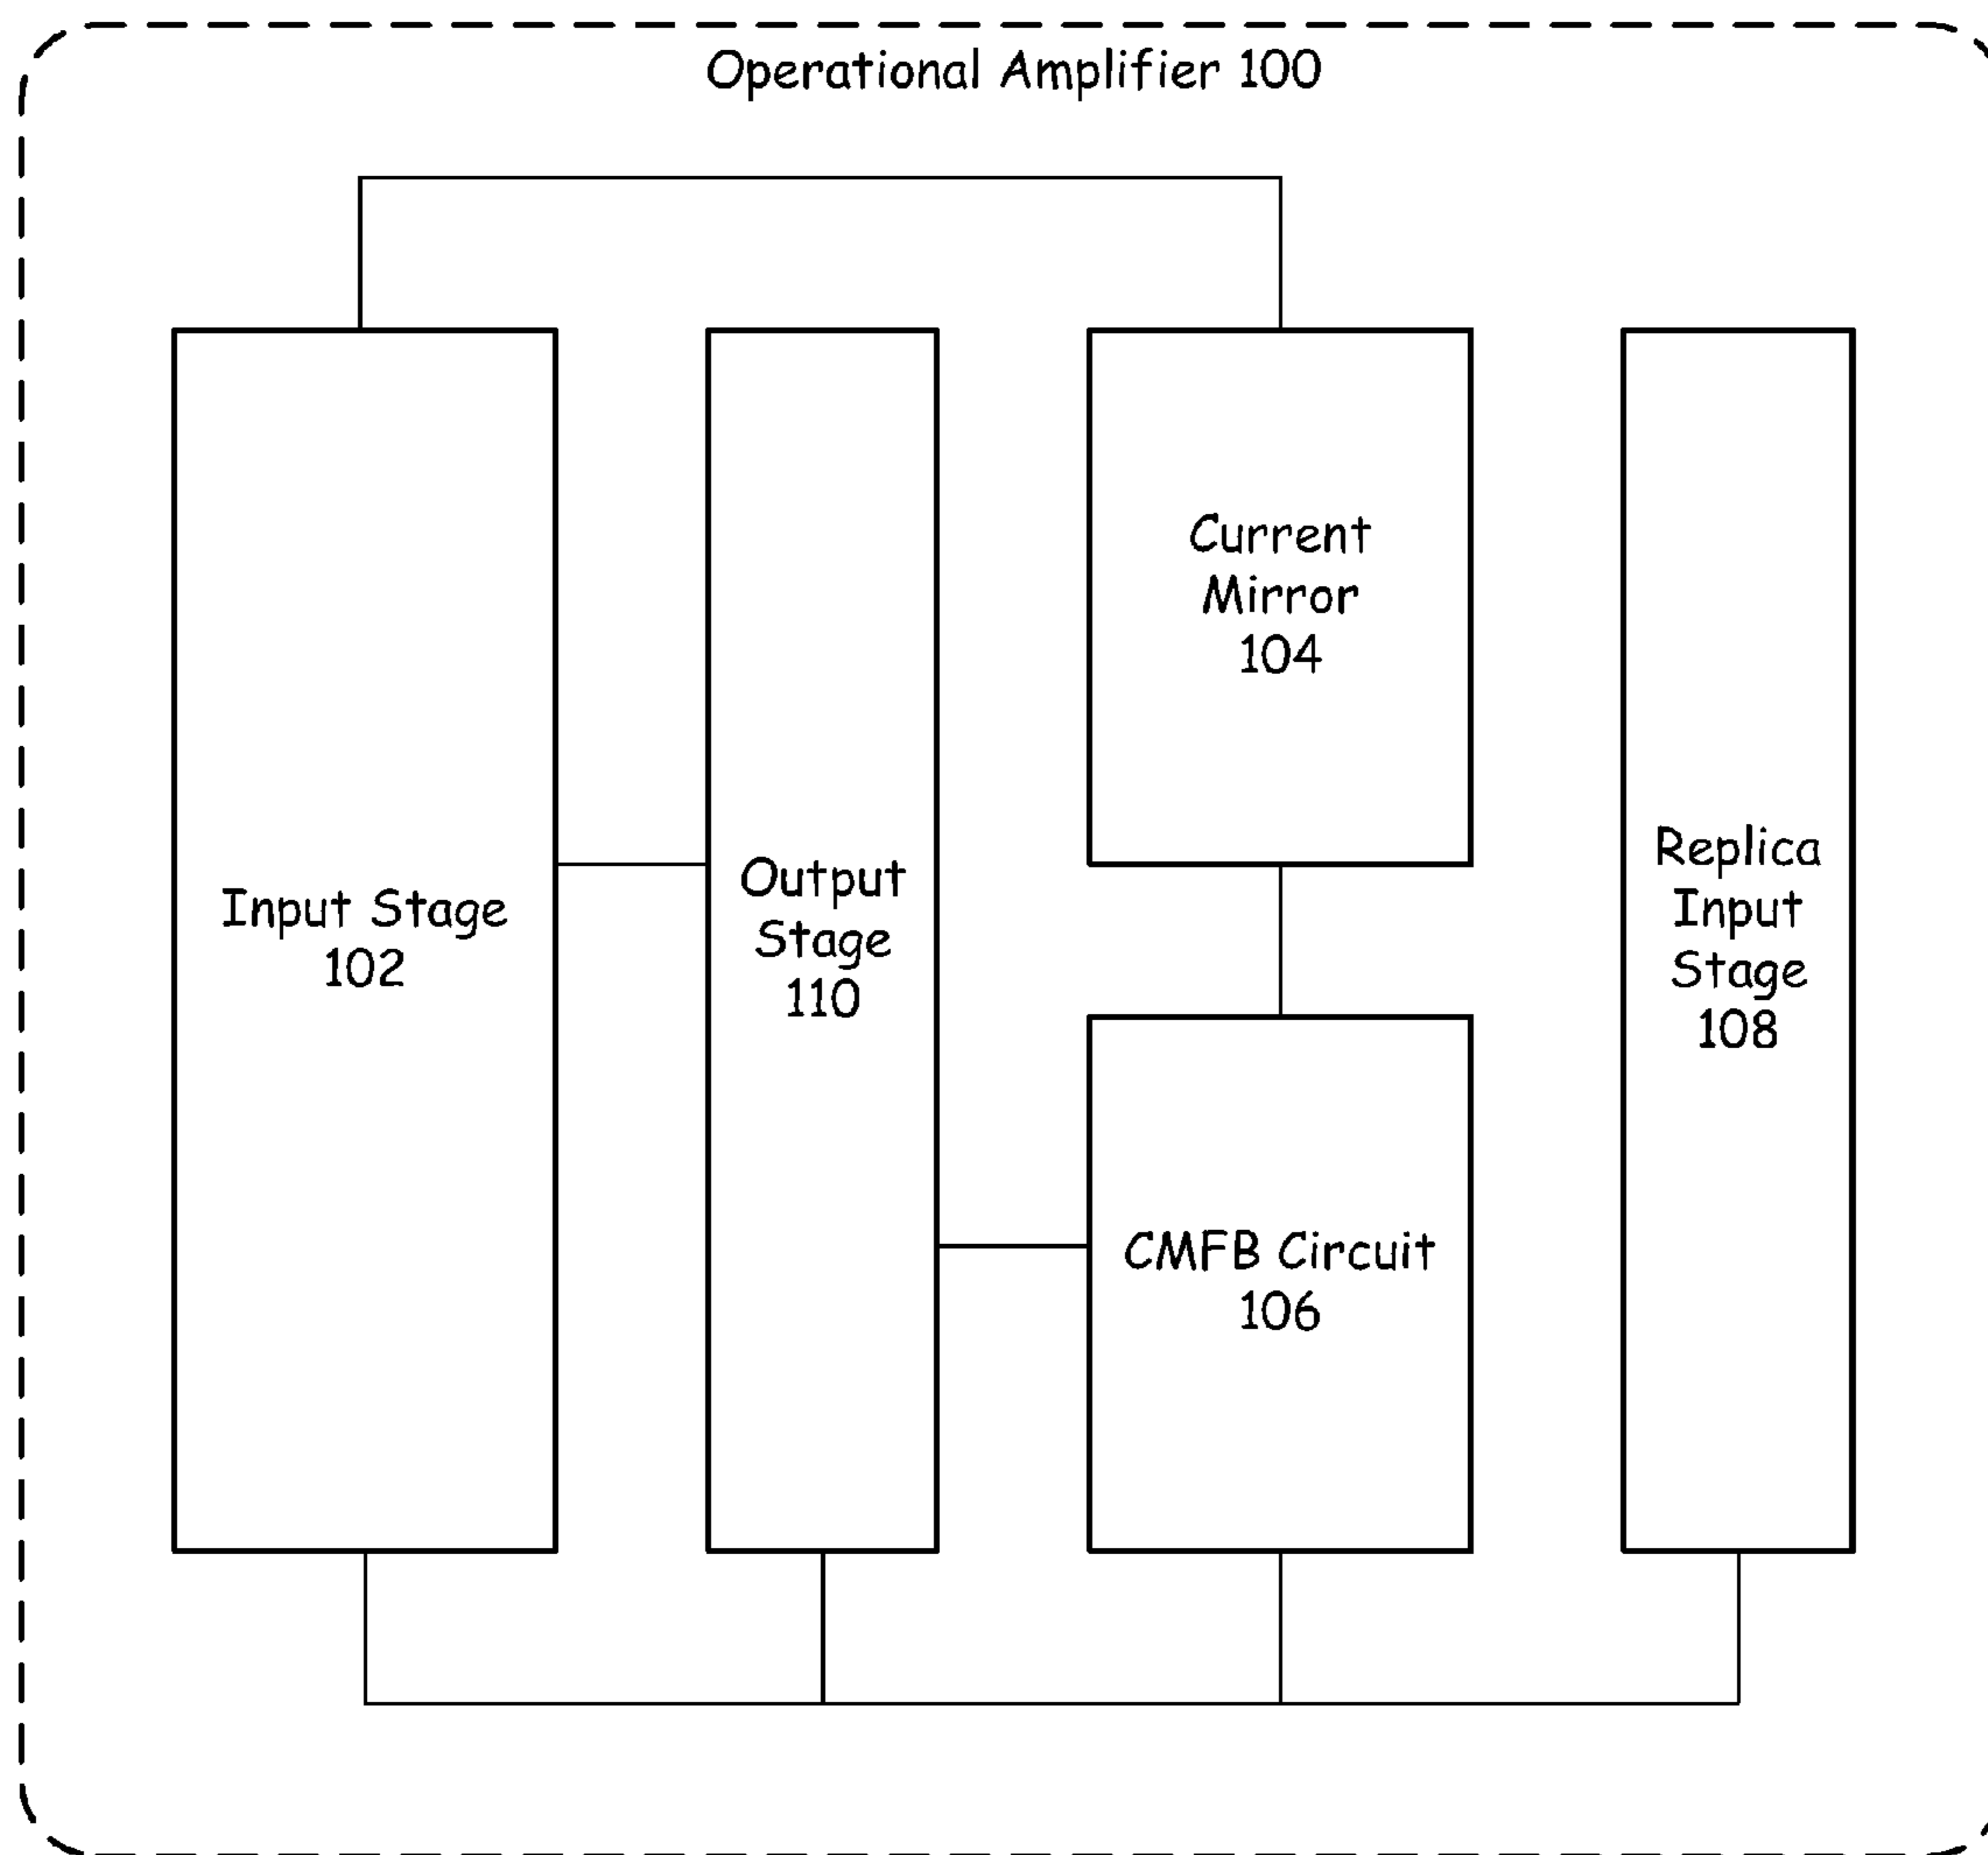 Operational Amplifier 100
Input Stage
102
Output
Stage
110
Current
Mirror
104
CMFB Circuit
106
Replica
Input
Stage
108